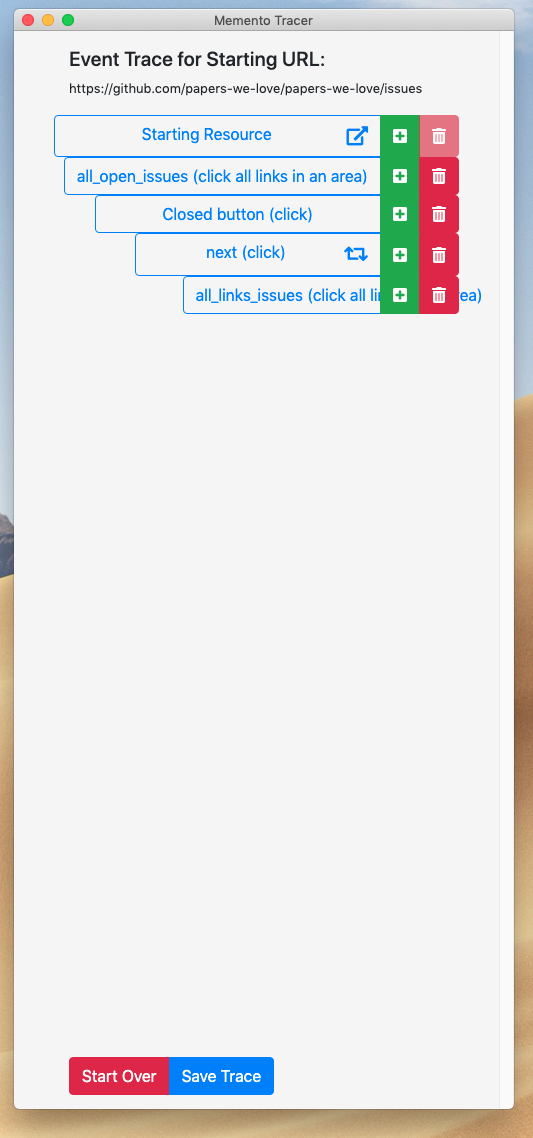 Memento Tracer
Event Trace for Starting URL:
https://github.com/papers-we-love/papers-we-love/issues
Starting Resource
all_open_issues (click all links in an area)
Closed button (click)
next (click)
all_links_issues (click all li ea)
Start Over
Save Trace